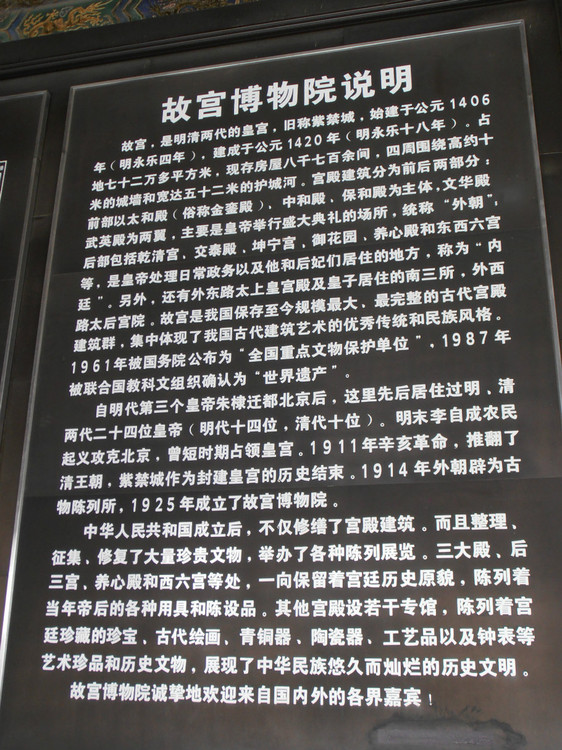 故宫博物院说明
故宫，是明清两代的皇宫，旧称紫禁城，始建于公元1406
年（明永乐四年），建成于公元1420年（明永乐十八年）。占
地七十二万多平方米，现存房屋八千七百余间，四周围绕高约十
米的城墙和宽达五十二米的护城河。宫殿建筑分为前后两部分：
前部以太和殿（俗称金銮殿）、中和殿、保和殿为主体，文华殿
武英殿为两翼，主要是皇帝举行盛大典礼的场所，统称“外朝”，
后部包括乾清宫、交泰殿、坤宁宫，御花园、养心殿和东西六宫
等，是皇帝处理日常政务以及他和后妃们居住的地方，称为“内
廷”。另外，还有外东路太上皇宫殿及皇子居住的南三所，外西
路太后宫院。故宫是我国保存至今规模最大、最完整的古代宫殿
建筑群，集中体现了我国古代建筑艺术的优秀传统和民族风格。
1961年被国务院公布为“全国重点文物保护单位”，1987年
被联合国教科文组织确认为“世界遗产”。
自明代第三个皇帝朱棣迁都北京后，这里先后居住过明、清
两代二十四位皇帝（明代十四位，清代十位）。明末李自成农民
起义攻克北京，曾短时期占领皇宫。1911年辛亥革命，推翻了
清王朝，紫禁城作为封建皇宫的历史结束。1914年外朝辟为古
物陈列所，1925年成立了故宫博物院。
中华人民共和国成立后，不仅修缮了宫殿建筑。而且整理、
征集、修复了大量珍贵文物，举办了各种陈列展览。三大殿、后
三宫、养心殿和西六宫等处，一向保留着宫廷历史原貌，陈列着
当年帝后的各种用具和陈设品。其他宫殿设若干专馆，陈列着宫
廷珍藏的珍宝、古代绘画、青铜器、陶瓷器、工艺品以及钟表等
艺术珍品和历史文物，展现了中华民族悠久而灿烂的历史文明。
故宫博物院诚挚地欢迎来自国内外的各界嘉宾！